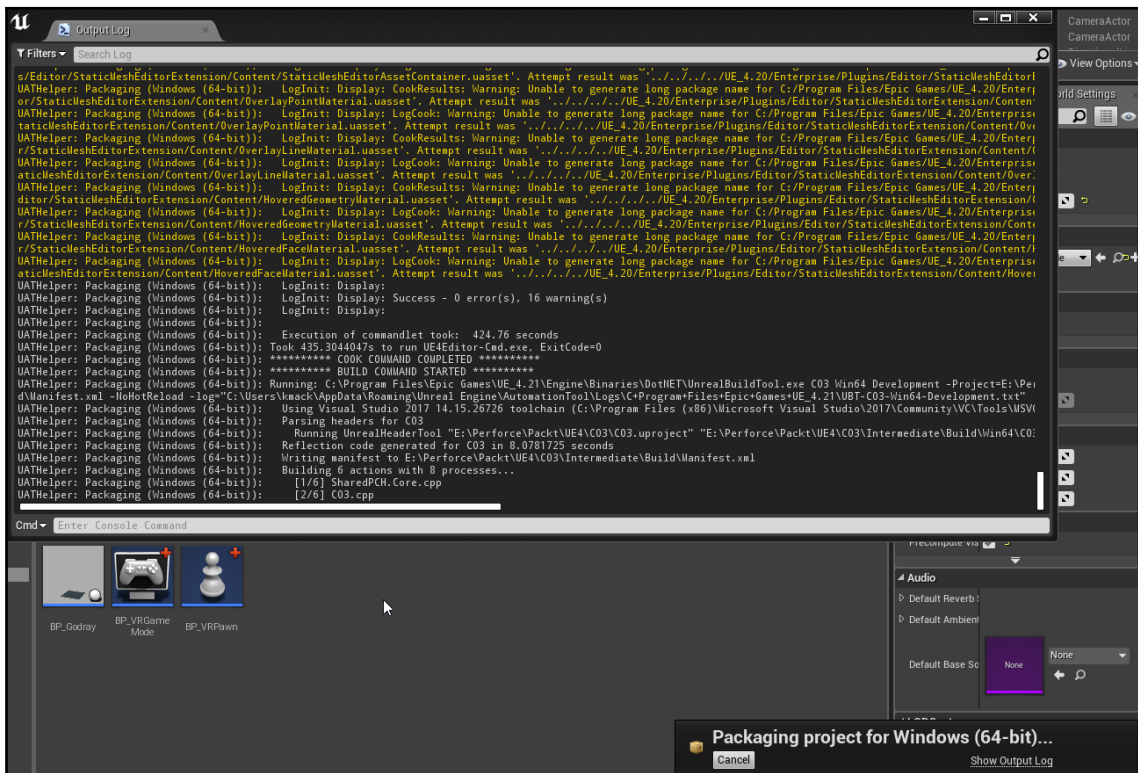 Output Log
Filters
Search Log
s/Editor/StaticMeshEditorExtension/Content/StaticMeshEditorAssetContainer.uasset'. Attempt result was '../../../../UE_4.20/Enterprise/Plugins/Editor/StaticMeshEditorE
UATHelper: Packaging (Windows (64-bit)):   LogInit: Display: CookResults: Warning: Unable to generate long package name for C:/Program Files/Epic Games/UE_4.20/Enterp
or/StaticMeshEditorExtension/Content/OverlayPointMaterial.uasset'. Attempt result was '../../../../UE_4.20/Enterprise/Plugins/Editor/StaticMeshEditorExtension/Content
UATHelper: Packaging (Windows (64-bit)):   LogInit: Display: LogCook: Warning: Unable to generate long package name for C:/Program Files/Epic Games/UE_4.20/Enterprise
taticMeshEditorExtension/Content/OverlayPointMaterial.uasset'. Attempt result was '../../../../UE_4.20/Enterprise/Plugins/Editor/StaticMeshEditorExtension/Content/Ove
UATHelper: Packaging (Windows (64-bit)):   LogInit: Display: CookResults: Warning: Unable to generate long package name for C:/Program Files/Epic Games/UE_4.20/Enterp
r/StaticMeshEditorExtension/Content/OverlayLineMaterial.uasset'. Attempt result was '../../../../UE_4.20/Enterprise/Plugins/Editor/StaticMeshEditorExtension/Content/
UATHelper: Packaging (Windows (64-bit)):   LogInit: Display: LogCook: Warning: Unable to generate long package name for C:/Program Files/Epic Games/UE_4.20/Enterprise
aticMeshEditorExtension/Content/OverlayLineMaterial.uasset'. Attempt result was '../../../../UE_4.20/Enterprise/Plugins/Editor/StaticMeshEditorExtension/Content/Over
UATHelper: Packaging (Windows (64-bit)):   LogInit: Display: CookResults: Warning: Unable to generate long package name for C:/Program Files/Epic Games/UE_4.20/Enterp
ditor/StaticMeshEditorExtension/Content/HoveredGeometryMaterial.uasset'. Attempt result was '../../../../UE_4.20/Enterprise/Plugins/Editor/StaticMeshEditorExtension/
UATHelper: Packaging (Windows (64-bit)):   LogInit: Display: LogCook: Warning: Unable to generate long package name for C:/Program Files/Epic Games/UE_4.20/Enterprise
r/StaticMeshEditorExtension/Content/HoveredGeometryMaterial.uasset'. Attempt result was '../../../../UE_4.20/Enterprise/Plugins/Editor/StaticMeshEditorExtension/Conte
UATHelper: Packaging (Windows (64-bit)):   LogInit: Display: CookResults: Warning: Unable to generate long package name for C:/Program Files/Epic Games/UE_4.20/Enterp
r/StaticMeshEditorExtension/Content/HoveredFaceMaterial.uasset'. Attempt result was '../../../../UE_4.20/Enterprise/Plugins/Editor/StaticMeshEditorExtension/Content/
UATHelper: Packaging (Windows (64-bit)):   LogInit: Display: LogCook: Warning: Unable to generate long package name for C:/Program Files/Epic Games/UE_4.20/Enterprise
aticMeshEditorExtension/Content/HoveredFaceMaterial.uasset'. Attempt result was '../../../../UE_4.20/Enterprise/Plugins/Editor/StaticMeshEditorExtension/Content/Hover
UATHelper: Packaging (Windows (64-bit)):   LogInit: Display:
UATHelper: Packaging (Windows (64-bit)):   LogInit: Display: Success - 0 error(s), 16 warning(s)
UATHelper: Packaging (Windows (64-bit)):   LogInit: Display:
UATHelper: Packaging (Windows (64-bit)):
UATHelper: Packaging (Windows (64-bit)):   Execution of commandlet took:  424.76 seconds
UATHelper: Packaging (Windows (64-bit)): Took 435.3044047s to run UE4Editor-Cmd.exe, ExitCode=0
UATHelper: Packaging (Windows (64-bit)): ********** COOK COMMAND COMPLETED **********
UATHelper: Packaging (Windows (64-bit)): ********** BUILD COMMAND STARTED **********
UATHelper: Packaging (Windows (64-bit)): Running: C:\Program Files\Epic Games\UE_4.21\Engine\Binaries\DotNET\UnrealBuildTool.exe C03 Win64 Development -Project=E:\Per
d\Manifest.xml -NoHotReload -log="C:\Users\kmack\AppData\Roaming\Unreal Engine\AutomationTool\Logs\C+Program+Files+Epic+Games+UE_4.21\UBT-C03-Win64-Development.txt"
UATHelper: Packaging (Windows (64-bit)):   Using Visual Studio 2017 14.15.26726 toolchain (C:\Program Files (x86)\Microsoft Visual Studio\2017\Community\VC\Tools\MSVC
UATHelper: Packaging (Windows (64-bit)):   Parsing headers for C03
UATHelper: Packaging (Windows (64-bit)):     Running UnrealHeaderTool "E:\Perforce\Packt\UE4\C03\C03.uproject" "E:\Perforce\Packt\UE4\C03\Intermediate\Build\Win64\C03
UATHelper: Packaging (Windows (64-bit)):   Reflection code generated for C03 in 8.0781725 seconds
UATHelper: Packaging (Windows (64-bit)):   Writing manifest to E:\Perforce\Packt\UE4\C03\Intermediate\Build\Manifest.xml
UATHelper: Packaging (Windows (64-bit)):   Building 6 actions with 8 processes...
UATHelper: Packaging (Windows (64-bit)):     [1/6] SharedPCH.Core.cpp
UATHelper: Packaging (Windows (64-bit)):     [2/6] C03.cpp
Cmd
Enter Console Command
CameraActor
CameraActor
View Options
rld Settings
BP_Godray
BP_VRGame
Mode
BP_VRPawn
Precompute Vis
Audio
Default Reverb
Default Ambient
Default Base So
None
None
Packaging project for Windows (64-bit)...
Cancel
Show Output Log